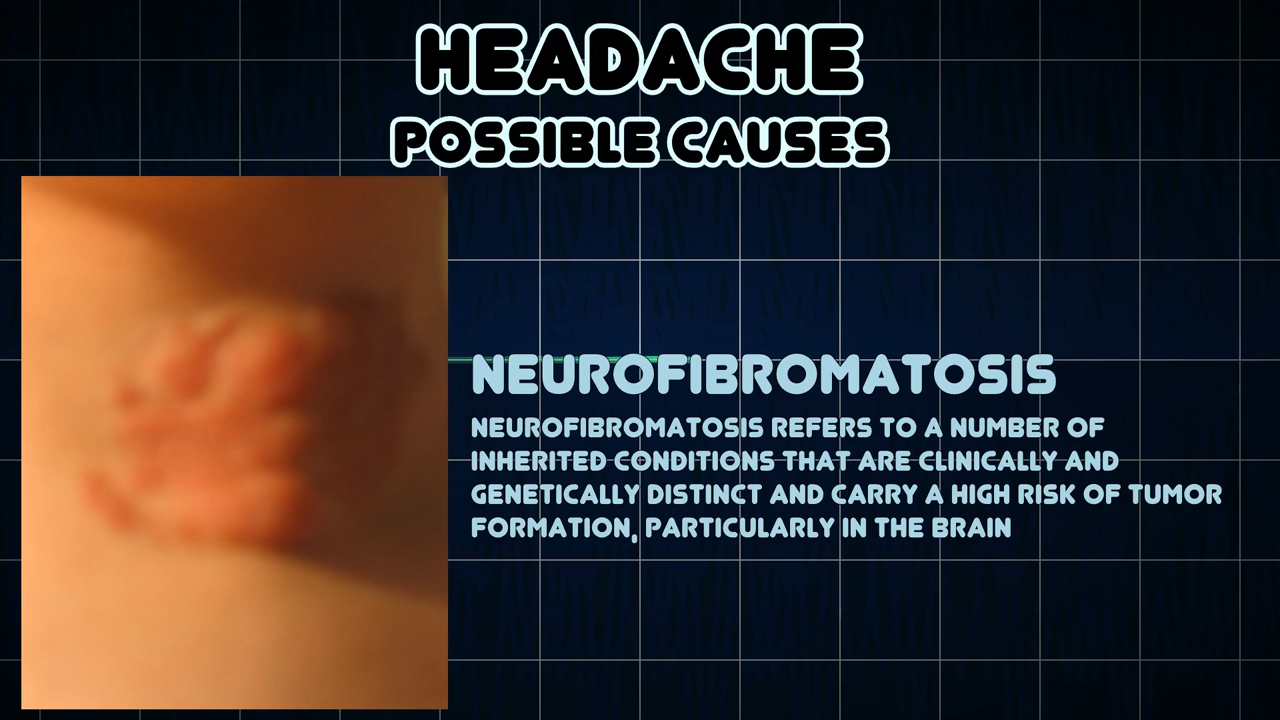 HEADACHE
POSSIBLE CAUSES
NEUROFIBROMATOSIS
NEUROFIBROMATOSIS REFERS TO A NUMBER OF
INHERITED CONDITIONS THAT ARE CLINICALLY AND
GENETICALLY DISTINCT AND CARRY A HIGH RISK OF TUMOR
FORMATION, PARTICULARLY IN THE BRAIN